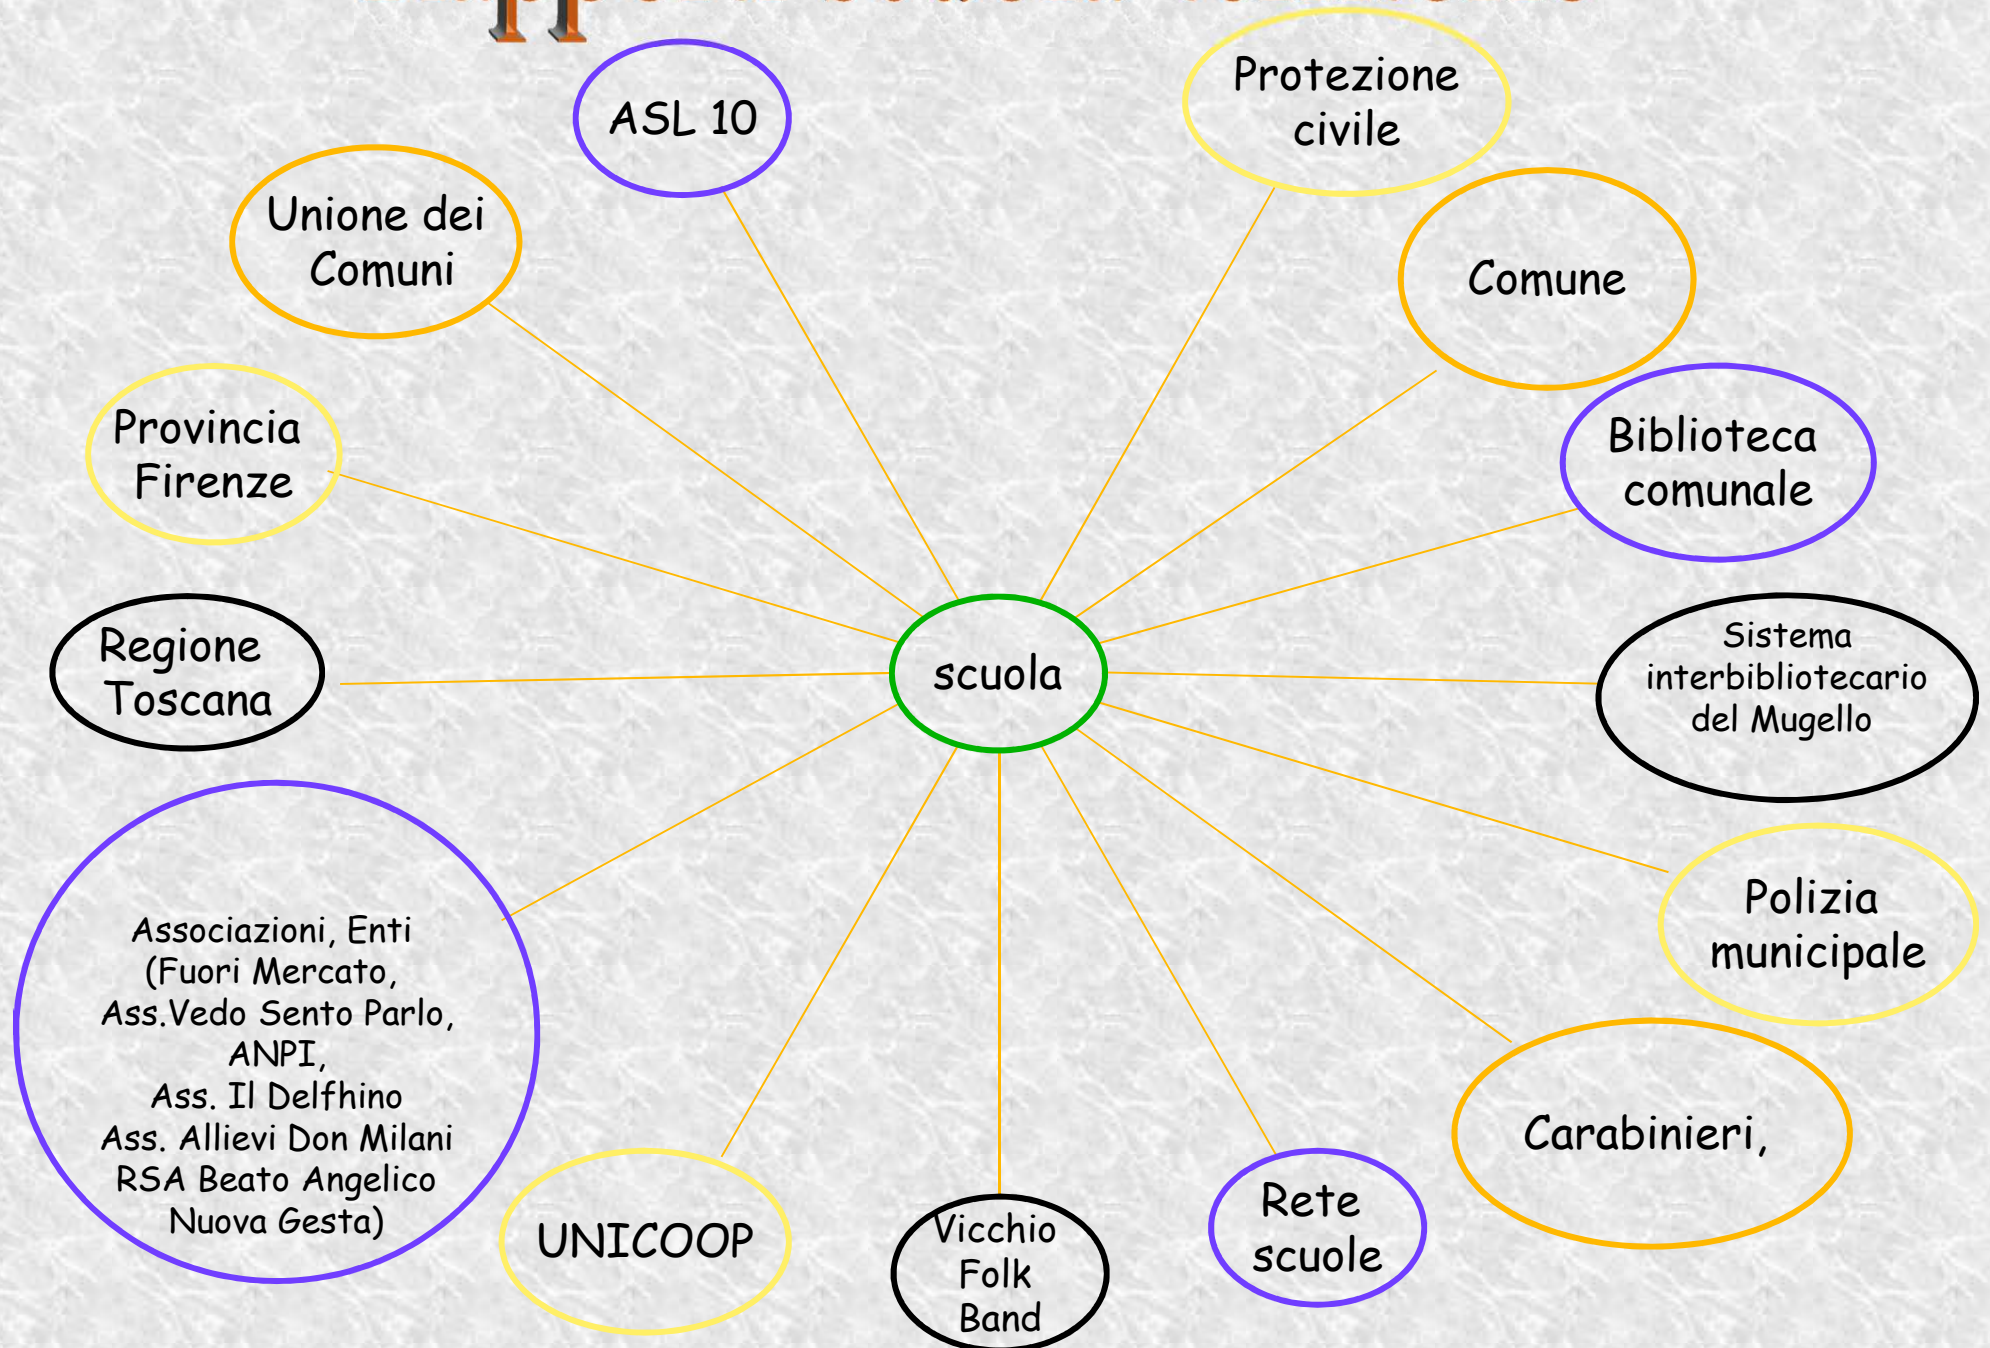 ASL 10
Protezione
civile
Unione dei
Comuni
Comune
Provincia
Firenze
Biblioteca
comunale
Regione
Toscana
scuola
Sistema
interbibliotecario
del Mugello
Polizia
municipale
Associazioni, Enti
(Fuori Mercato,
Ass.Vedo Sento Parlo,
ANPI,
Ass. Il Delfhino
Ass. Allievi Don Milani
RSA Beato Angelico
Nuova Gesta)
Carabinieri,
UNICOOP
Vicchio
Folk
Band
Rete
scuole